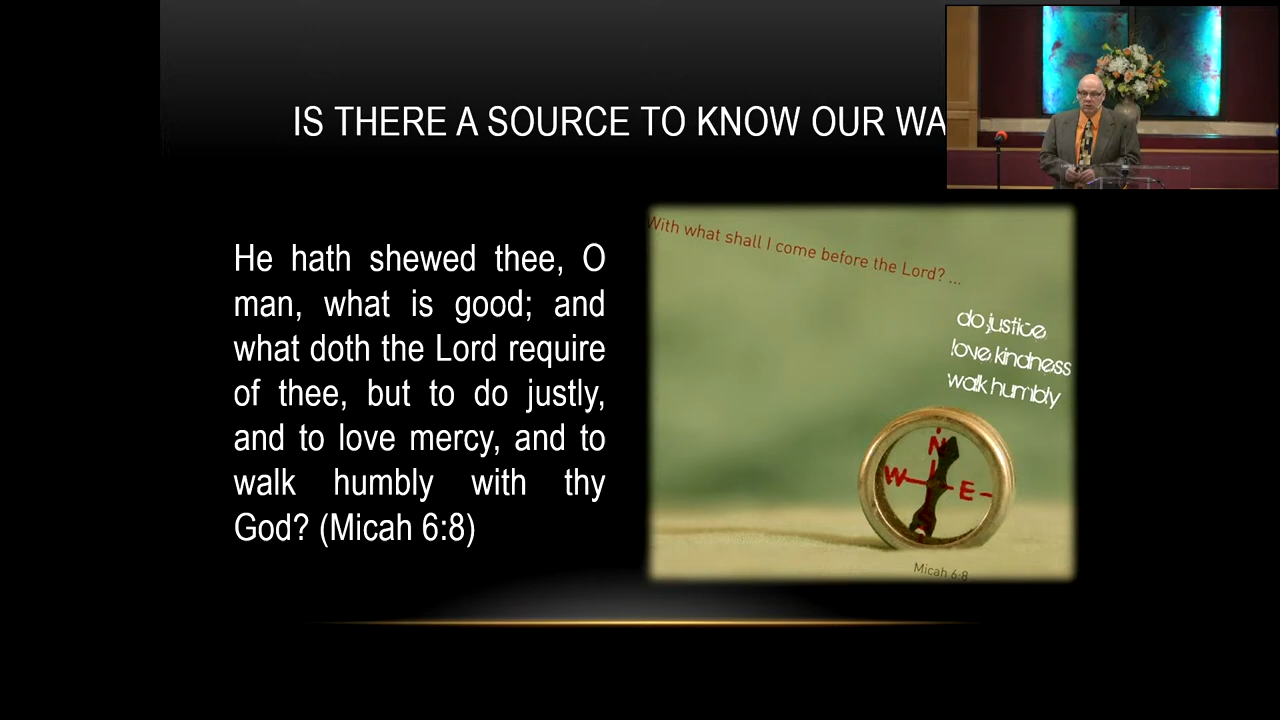 IS THERE A SOURCE TO KNOW OUR WA
He hath shewed thee, O
man, what is good; and
what doth the Lord require
of thee, but to do justly,
and to love mercy, and to
walk humbly with thy
God? (Micah 6:8)
With what shall I come before the Lord? ...
do justice
love kindness
walk humbly
N
W
E
Micah 6:8